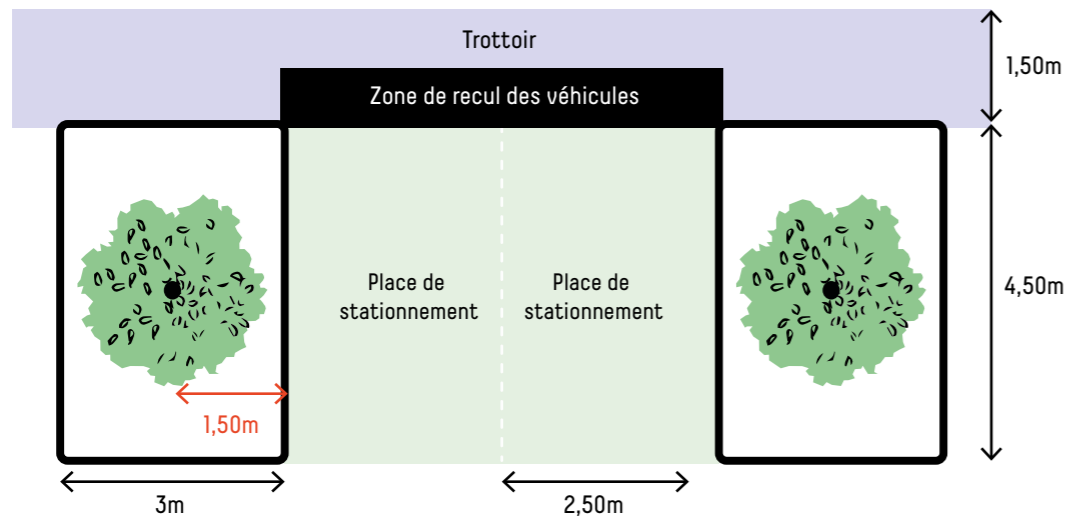 Trottoir
1,50m
Zone de recul des véhicules
Place de
stationnement
Place de
stationnement
4,50m
1,50m
3m
2,50m